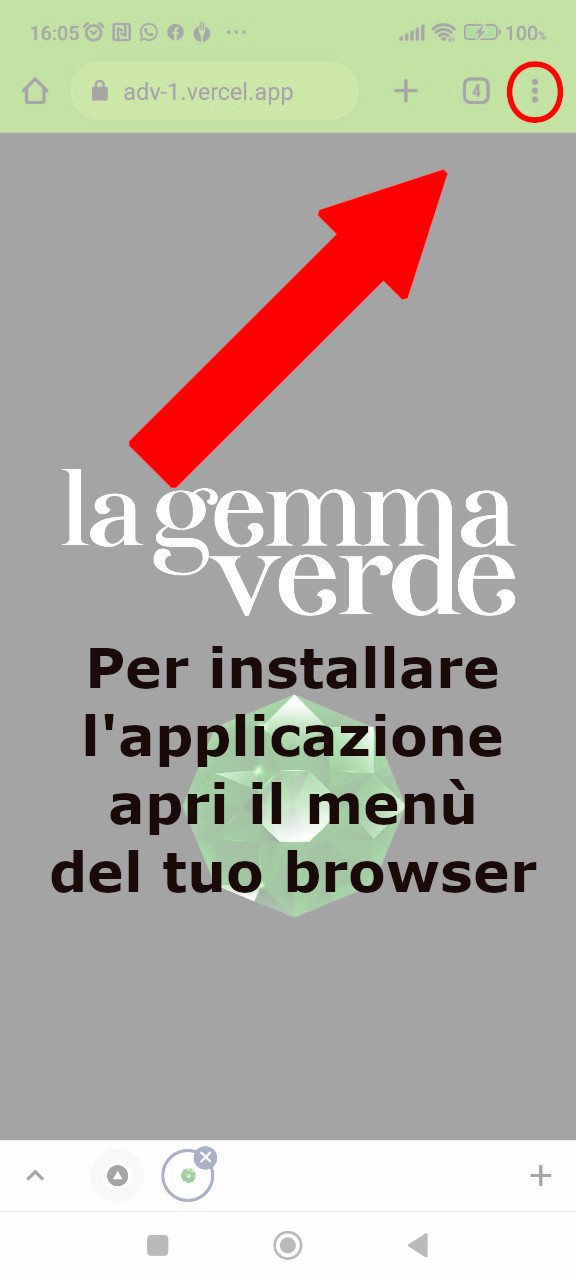 16:05
100%
adv-1.vercel.app
4
la gemma
verde
Per installare
l'applicazione
apri il menù
del tuo browser